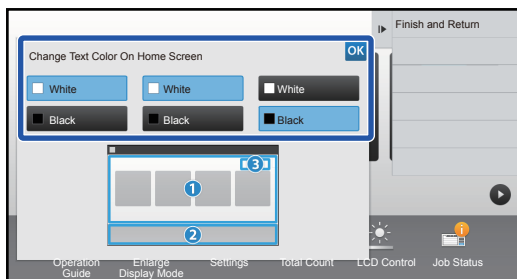 Finish and Return
Change Text Color On Home Screen
OK
White
White
White
Black
Black
Black
3
1
2
Operation
Guide
Enlarge
Display Mode
Settings
Total Count
LCD Control
Job Status